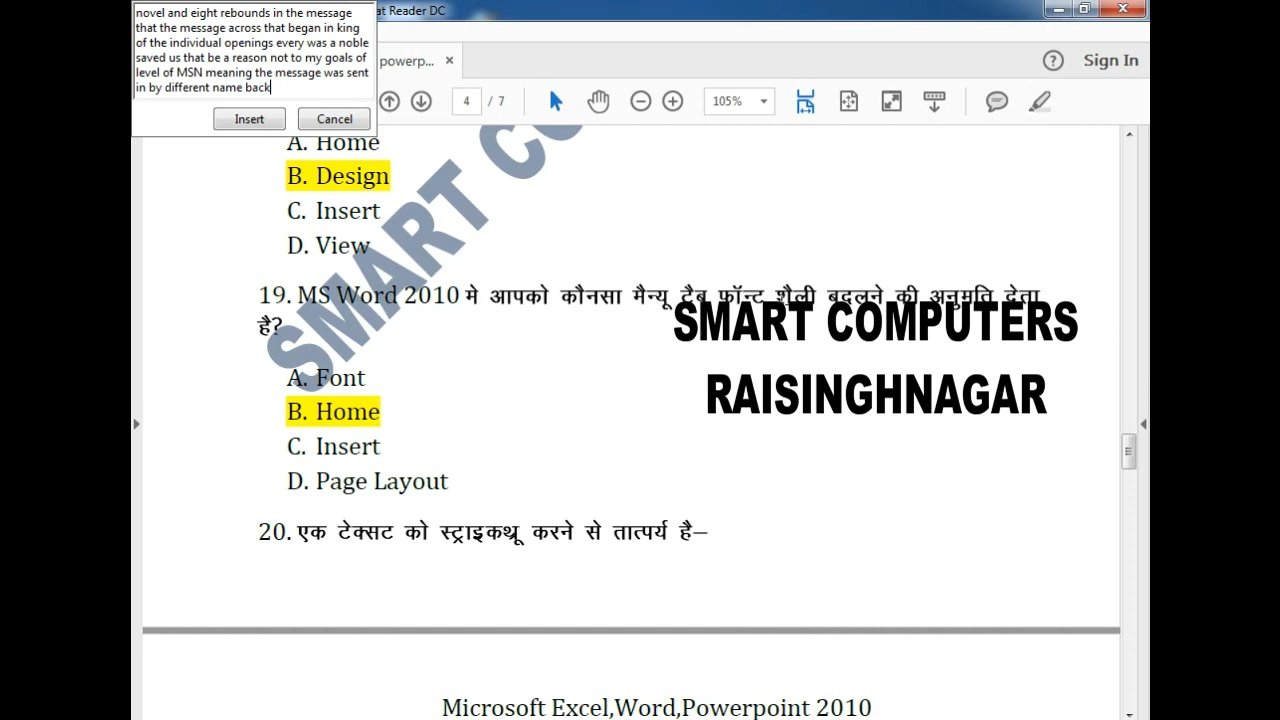 novel and eight rebounds in the message
that the message across that began in king
of the individual openings every was a noble
saved us that be a reason not to my goals of
level of MSN meaning the message was sent
in by different name back
Insert Cancel
at Reader DC
powerp... ×
Sign In
4 / 7
105%
A. Home
B. Design
C. Insert
D. View
19. MS Word 2010 मे आपको कौनसा मैन्यू टैब फॉन्ट शैली बदलने की अनुमति देता
है?
A. Font
B. Home
C. Insert
D. Page Layout
20. एक टेक्सट को स्ट्राइकथ्रू करने से तात्पर्य है–
SMART CO
SMART COMPUTERS
RAISINGHNAGAR
Microsoft Excel,Word,Powerpoint 2010